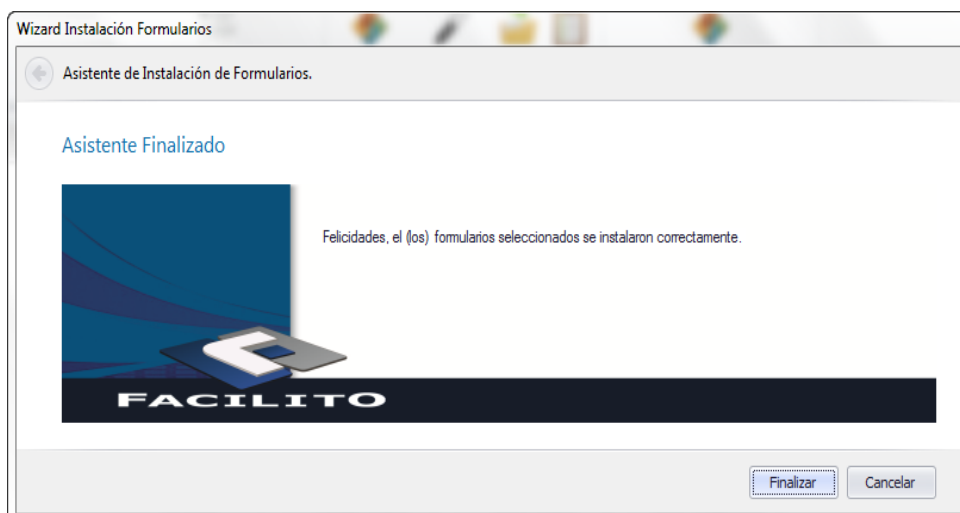 Wizard Instalación Formularios
Asistente de Instalación de Formularios.
Asistente Finalizado
Felicidades, el (los) formularios seleccionados se instalaron correctamente.
FACILITO
Finalizar
Cancelar